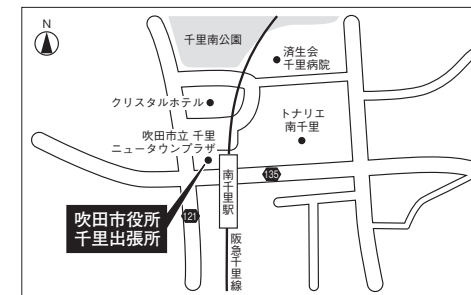 N
千里南公園
済生会
千里病院
クリスタルホテル
トナリエ
南千里
吹田市立 千里
ニュータウンプラザ
南千里駅
135
121
吹田市役所
千里出張所
阪急千里線